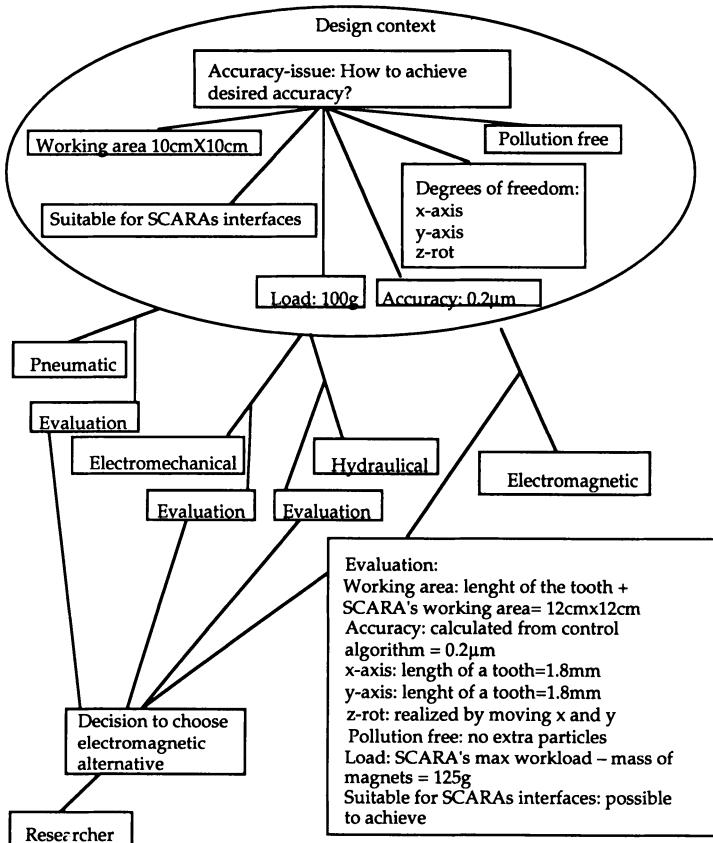 Design context
Accuracy-issue: How to achieve
desired accuracy?
Working area 10cmX10cm
Pollution free
Degrees of freedom:
x-axis
y-axis
z-rot
Suitable for SCARAs interfaces
Load: 100g
Accuracy: 0.2µm
Pneumatic
Evaluation
Electromechanical
Hydraulical
Electromagnetic
Evaluation
Evaluation
Evaluation:
Working area: lenght of the tooth +
SCARA's working area= 12cmx12cm
Accuracy: calculated from control
algorithm = 0.2µm
x-axis: length of a tooth=1.8mm
y-axis: lenght of a tooth=1.8mm
z-rot: realized by moving x and y
Pollution free: no extra particles
Load: SCARA's max workload – mass of
magnets = 125g
Suitable for SCARAs interfaces: possible
to achieve
Decision to choose
electromagnetic
alternative
Researcher